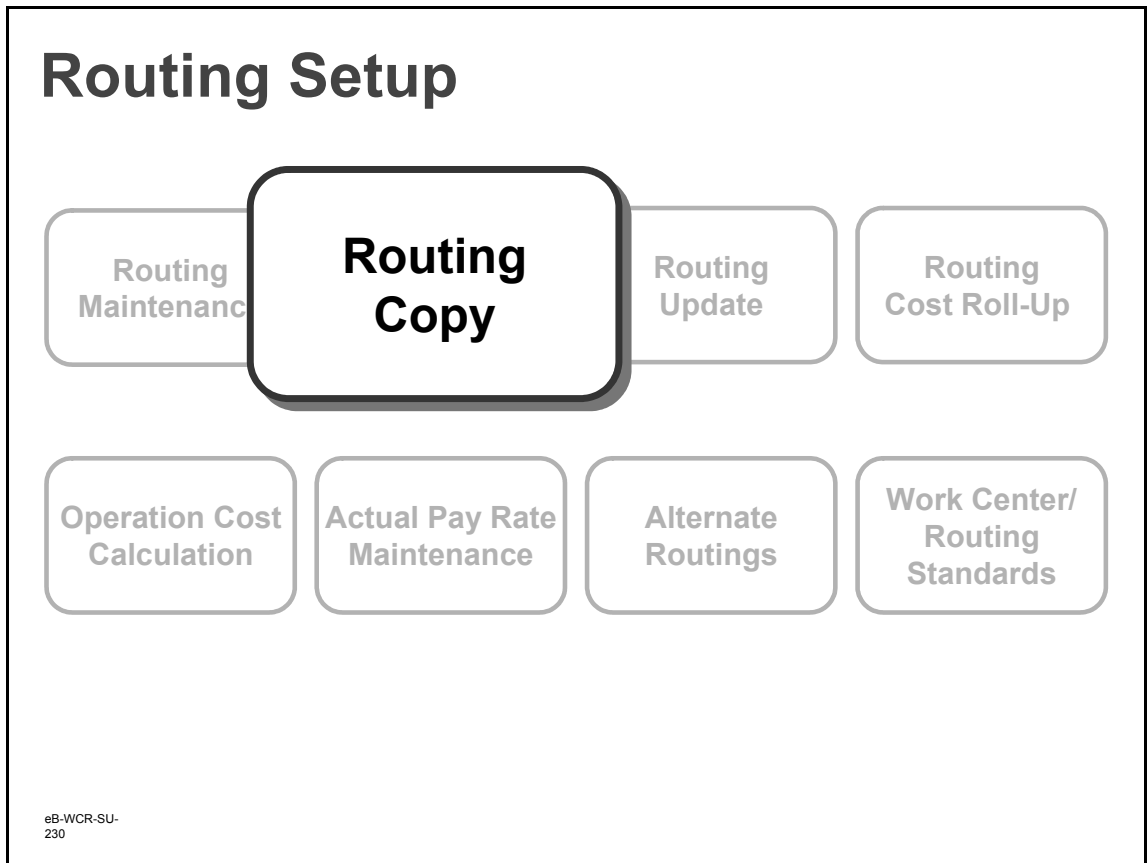 Routing Setup
Routing
Maintenanc
Routing
Copy
Routing
Update
Routing
Cost Roll-Up
Operation Cost
Calculation
Actual Pay Rate
Maintenance
Alternate
Routings
Work Center/
Routing
Standards
eB-WCR-SU-
230